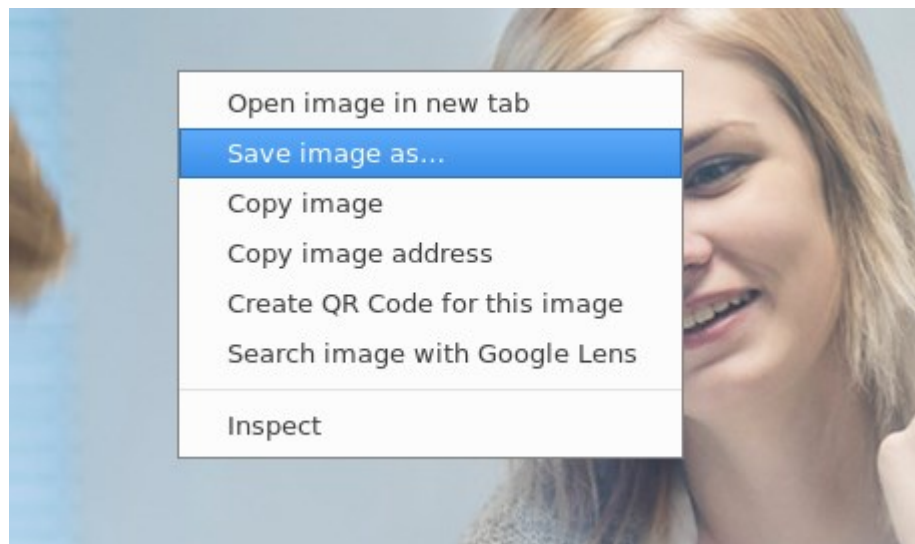 Open image in new tab
Save image as...
Copy image
Copy image address
Create QR Code for this image
Search image with Google Lens
Inspect